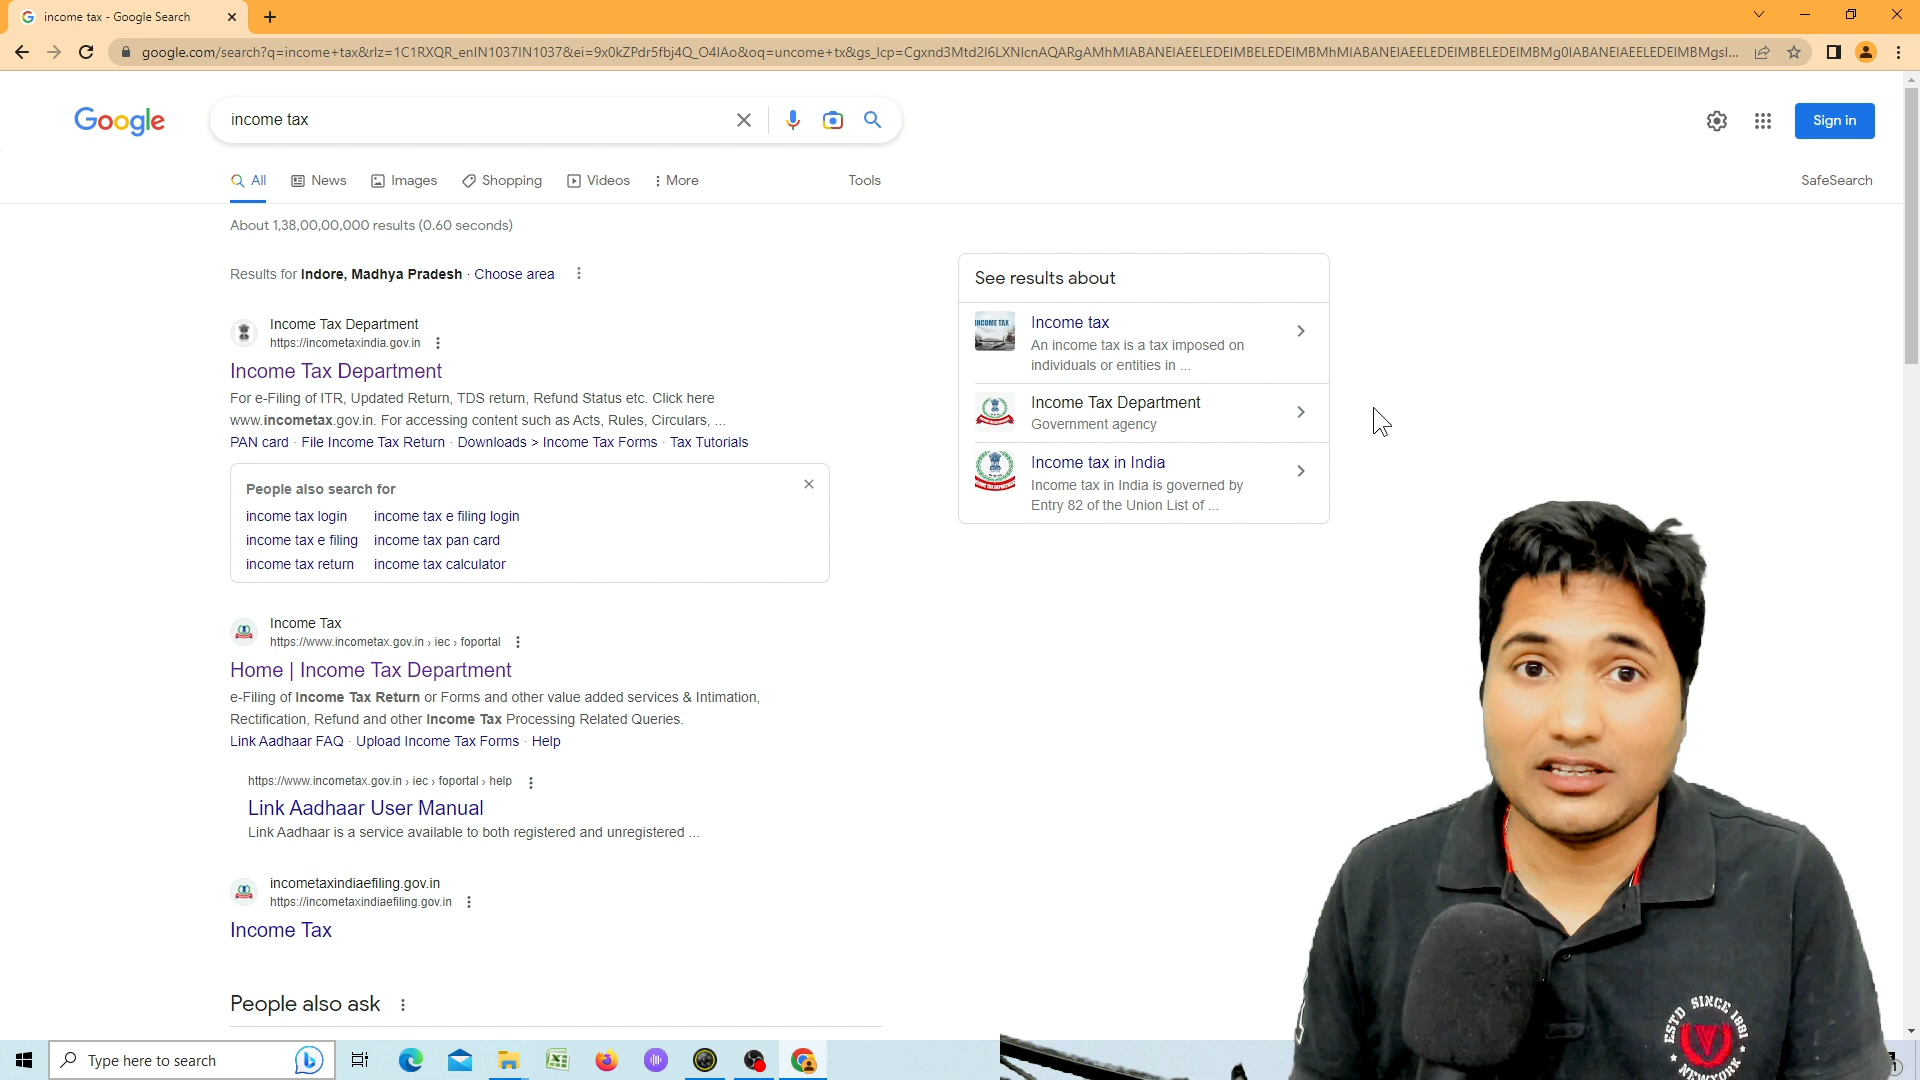 income tax - Google Search
google.com/search?q=income+tax&rlz=1C1RXQR_enIN1037IN1037&ei=9x0kZPdr5fbj4Q_O4IAo&oq=uncome+tx&gs_lcp=
Google
income tax
Sign in
All
News
Images
Shopping
Videos
More
Tools
SafeSearch
About 1,38,00,00,000 results (0.60 seconds)
Results for Indore, Madhya Pradesh · Choose area
Income Tax Department
https://incometaxindia.gov.in
Income Tax Department
For e-Filing of ITR, Updated Return, TDS return, Refund Status etc. Click here
www.incometax.gov.in. For accessing content such as Acts, Rules, Circulars, ...
PAN card · File Income Tax Return · Downloads > Income Tax Forms · Tax Tutorials
People also search for
income tax login income tax e filing login
income tax e filing income tax pan card
income tax return income tax calculator
Income Tax
https://www.incometax.gov.in › iec › foportal
Home | Income Tax Department
e-Filing of Income Tax Return or Forms and other value added services & Intimation,
Rectification, Refund and other Income Tax Processing Related Queries.
Link Aadhaar FAQ · Upload Income Tax Forms · Help
https://www.incometax.gov.in › iec › foportal › help
Link Aadhaar User Manual
Link Aadhaar is a service available to both registered and unregistered ...
incometaxindiaefiling.gov.in
https://incometaxindiaefiling.gov.in
Income Tax
People also ask
See results about
INCOME TAX
Income tax
An income tax is a tax imposed on
individuals or entities in ...
Income Tax Department
Government agency
Income tax in India
Income tax in India is governed by
Entry 82 of the Union List of ...
ESTD SINCE 1881
NEWYORK
Type here to search